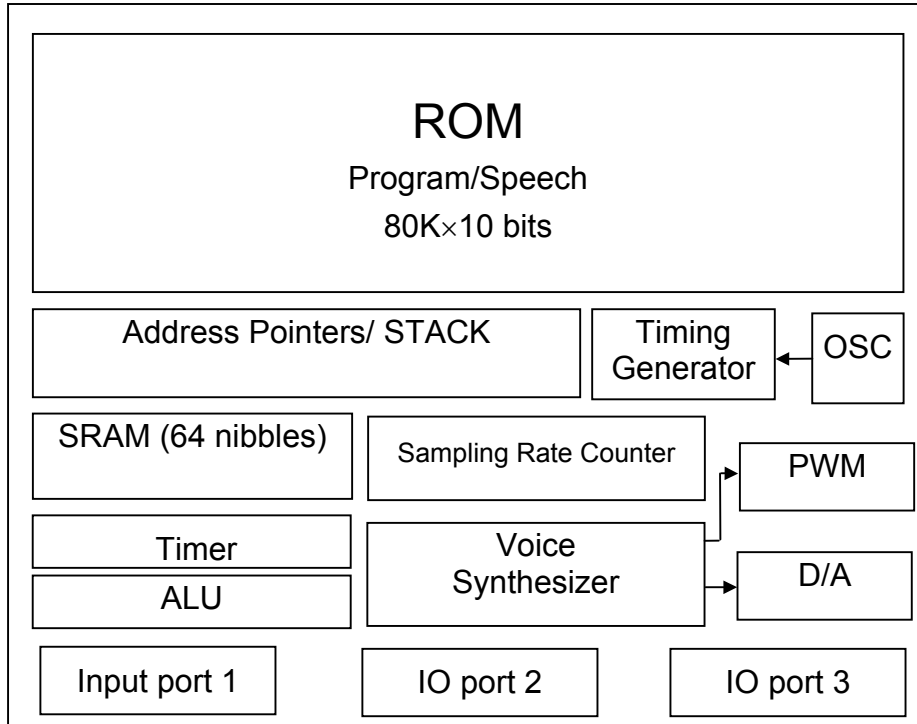 ROM
Program/Speech
80K×10 bits
Address Pointers/ STACK
Timing
Generator
OSC
SRAM (64 nibbles)
Sampling Rate Counter
PWM
Timer
Voice
Synthesizer
D/A
ALU
Input port 1
IO port 2
IO port 3